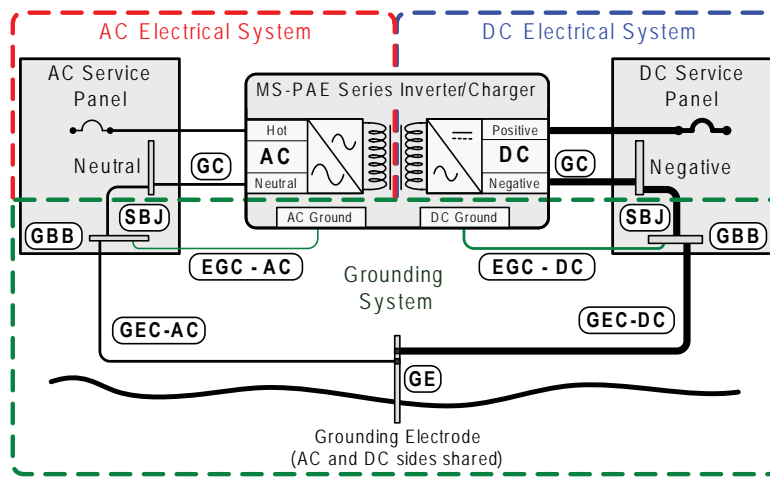 AC Electrical System
DC Electrical System
AC Service
Panel
MS-PAE Series Inverter/Charger
DC Service
Panel
Hot
AC
Neutral
Positive
DC
Negative
Neutral
GC
GC
Negative
SBJ
SBJ
GBB
GBB
AC Ground
DC Ground
EGC - AC
EGC - DC
Grounding
System
GEC-AC
GEC-DC
GE
Grounding Electrode
(AC and DC sides shared)